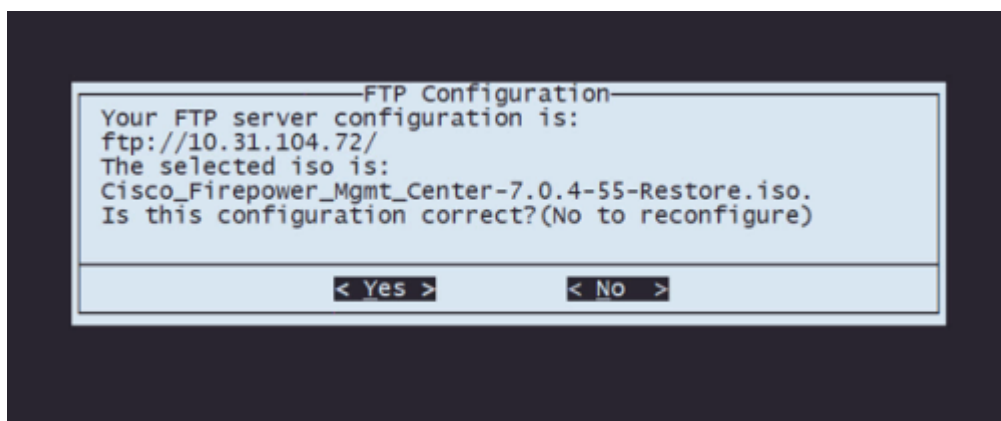 FTP Configuration
Your FTP server configuration is:
ftp://10.31.104.72/
The selected iso is:
Cisco_Firepower_Mgmt_Center-7.0.4-55-Restore.iso.
Is this configuration correct?(No to reconfigure)
< Yes > < No >